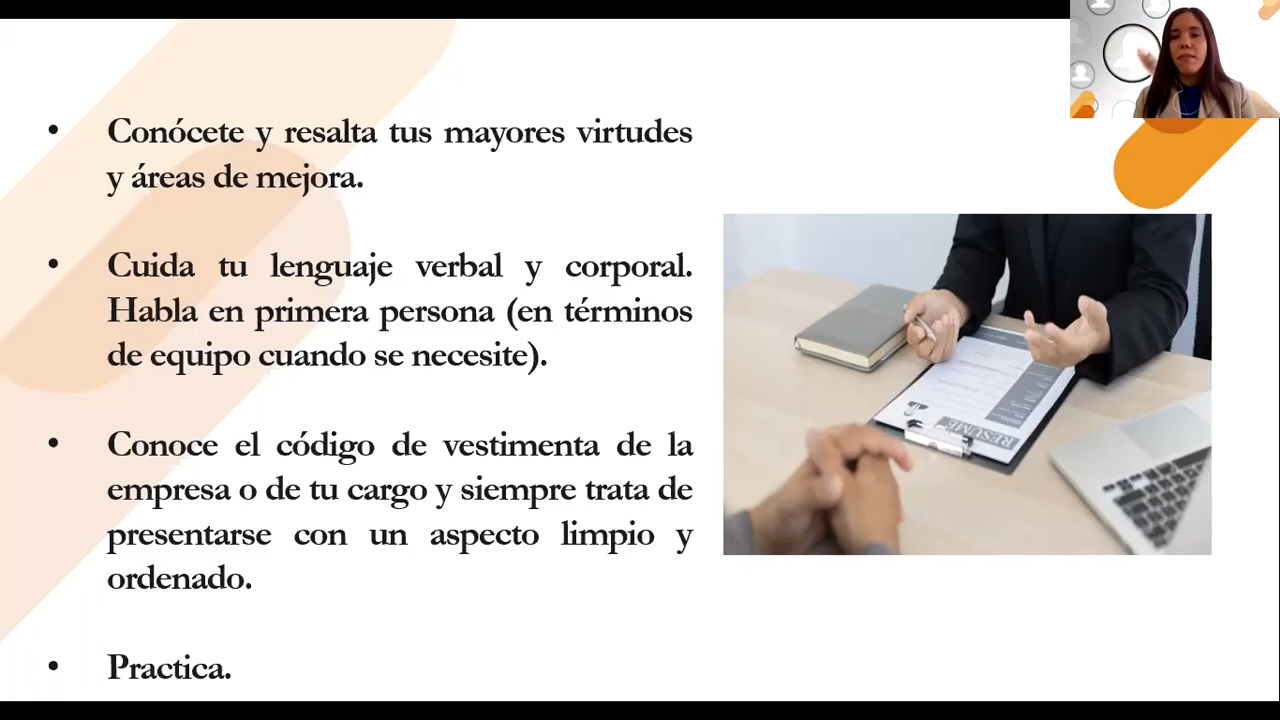 • Conócete y resalta tus mayores virtudes
y áreas de mejora.
• Cuida tu lenguaje verbal y corporal.
Habla en primera persona (en términos
de equipo cuando se necesite).
• Conoce el código de vestimenta de la
empresa o de tu cargo y siempre trata de
presentarse con un aspecto limpio y
ordenado.
• Practica.
RESUME